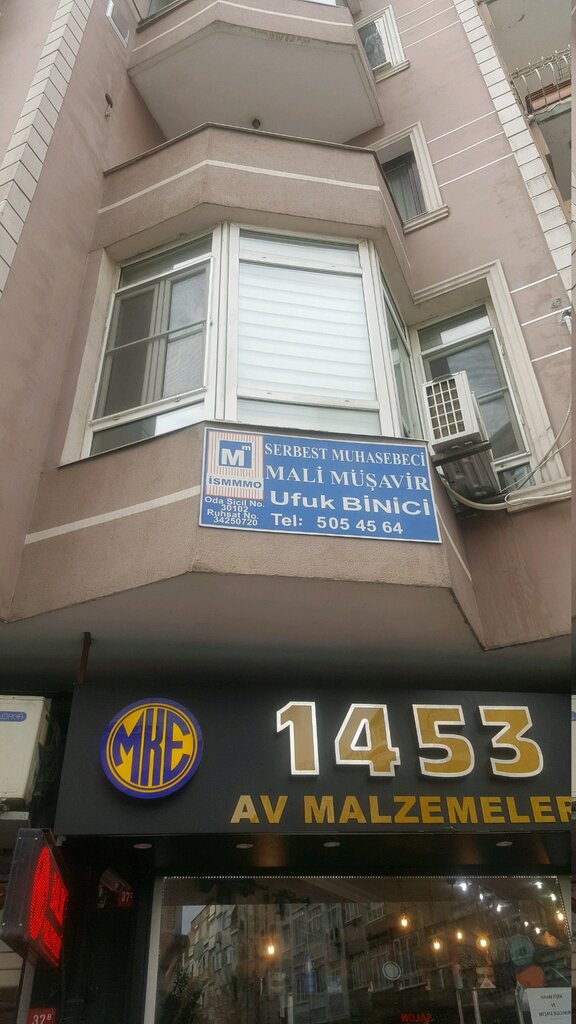 M m
İSMMMO
Oda Sicil No.
30102
Ruhsat No.
34250720
SERBEST MUHASEBECİ
MALİ MÜŞAVİR
Ufuk BİNİCİ
Tel: 505 45 64
MKE
1453
AV MALZEMELER
37B